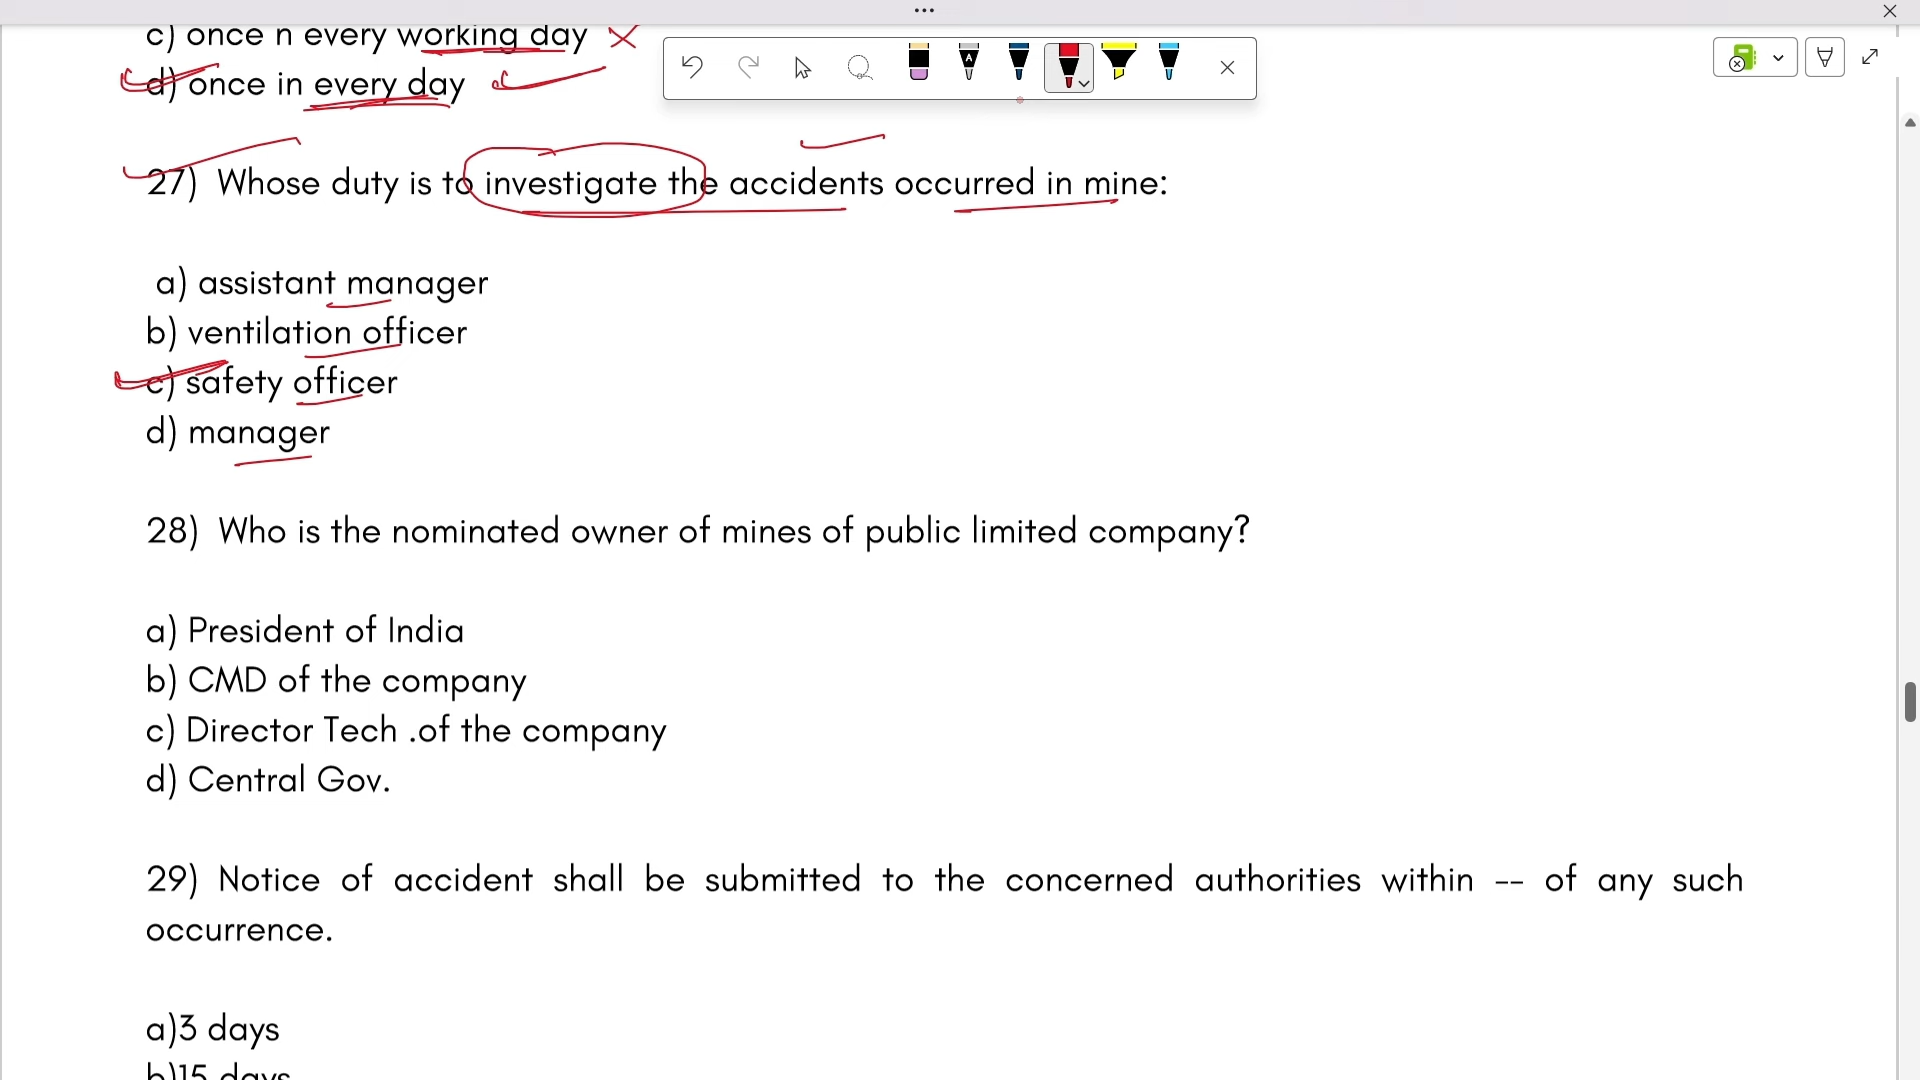 c) once n every working day
d) once in every day
27) Whose duty is to investigate the accidents occurred in mine:
a) assistant manager
b) ventilation officer
c) safety officer
d) manager
28) Who is the nominated owner of mines of public limited company?
a) President of India
b) CMD of the company
c) Director Tech .of the company
d) Central Gov.
29) Notice of accident shall be submitted to the concerned authorities within -- of any such
occurrence.
a)3 days
b)15 days